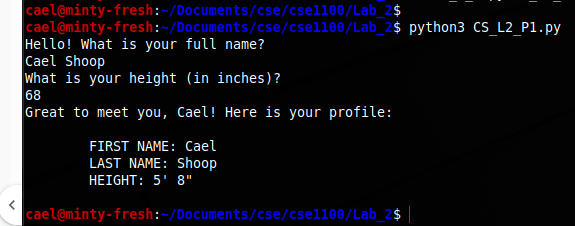 cael@minty-fresh:~/Documents/cse/cse1100/Lab_2$
cael@minty-fresh:~/Documents/cse/cse1100/Lab_2$ python3 CS_L2_P1.py
Hello! What is your full name?
Cael Shoop
What is your height (in inches)?
68
Great to meet you, Cael! Here is your profile:
FIRST NAME: Cael
LAST NAME: Shoop
HEIGHT: 5' 8"
cael@minty-fresh:~/Documents/cse/cse1100/Lab_2$